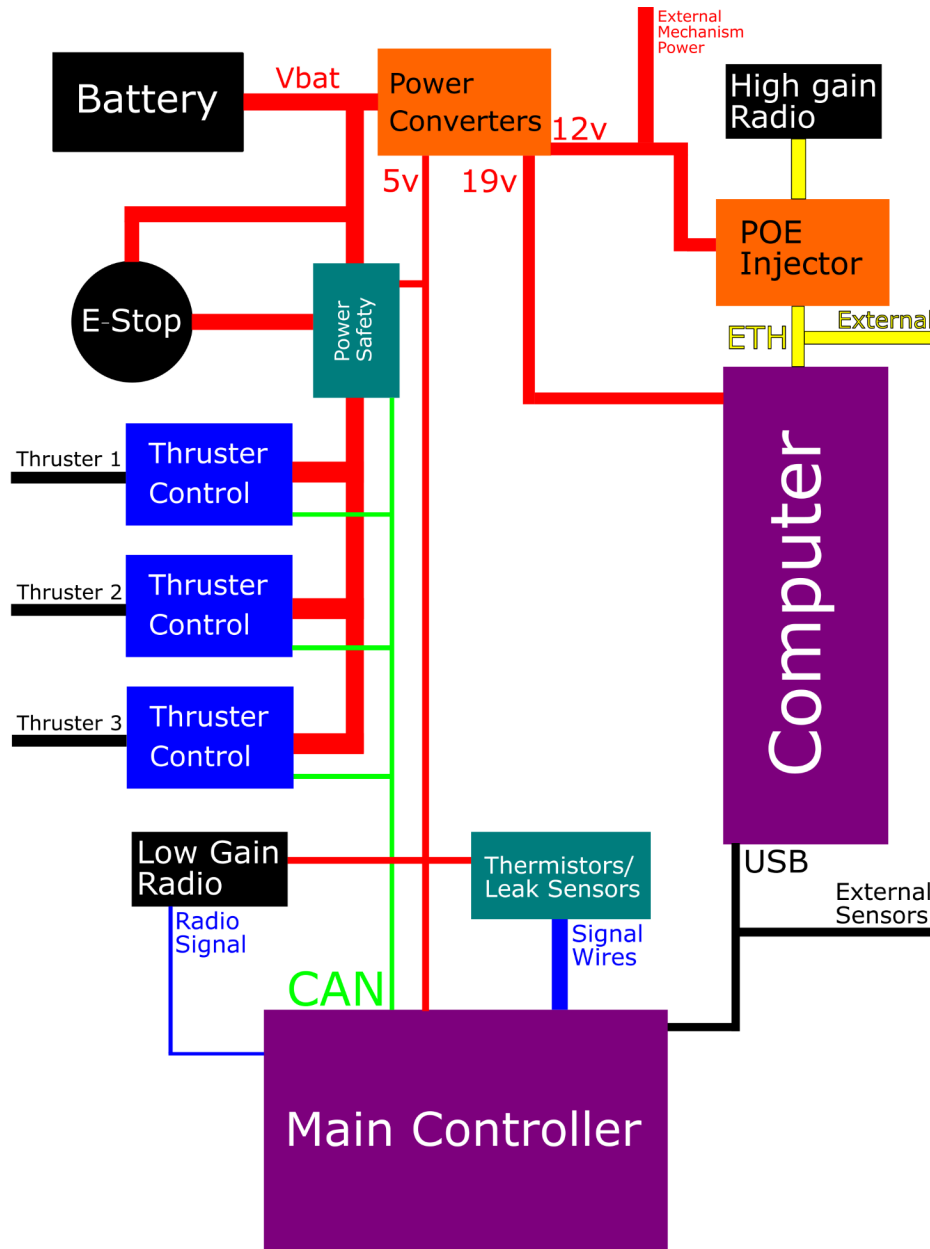 External
Mechanism
Power
Vbat
Battery
Power
Converters
12v
High gain
Radio
5v
19v
POE
Injector
E-Stop
Power
Safety
ETH
External
Thruster 1
Thruster
Control
Thruster 2
Thruster
Control
Thruster 3
Thruster
Control
Computer
Low Gain
Radio
Thermistors/
Leak Sensors
USB
External
Sensors
Radio
Signal
Signal
Wires
CAN
Main Controller